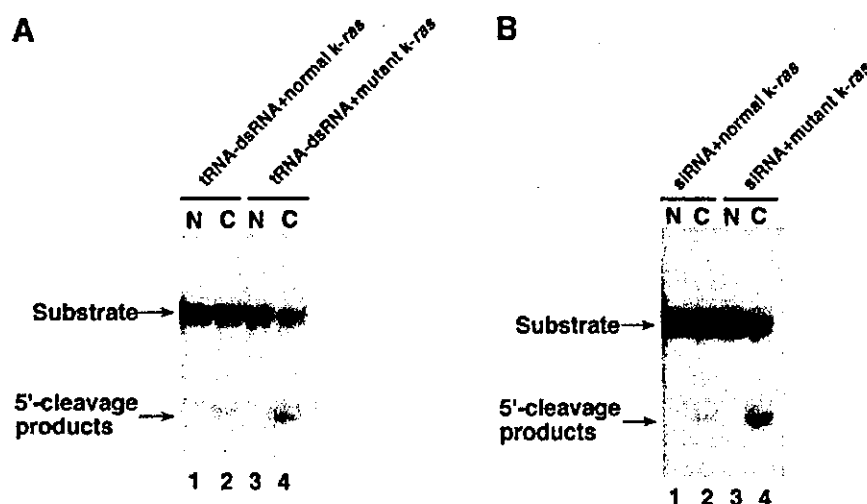 A
tRNA-dsRNA+normal k-ras
tRNA-dsRNA+mutant k-ras
N C N C
Substrate
5'-cleavage
products
1 2 3 4
B
siRNA+normal k-ras
siRNA+mutant k-ras
N C N C
Substrate
5'-cleavage
products
1 2 3 4